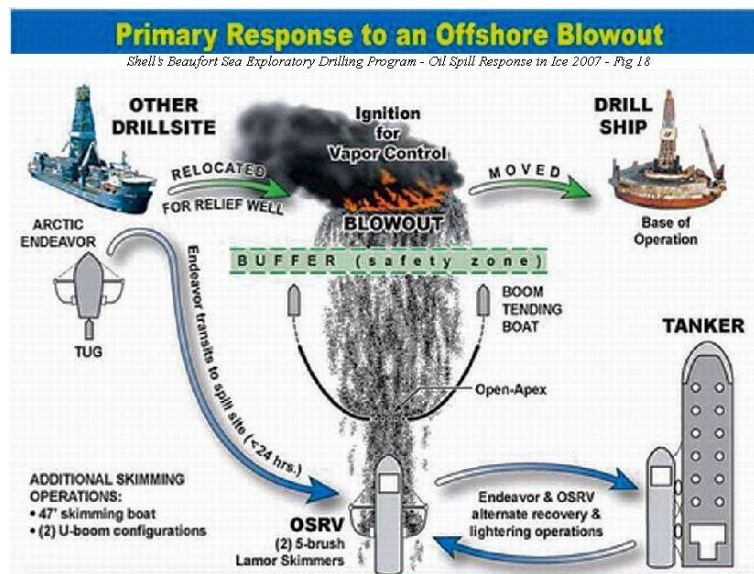 Primary Response to an Offshore Blowout
Shell's Beaufort Sea Exploratory Drilling Program - Oil Spill Response in Ice 2007 - Fig 18
OTHER
DRILLSITE
Ignition
for
Vapor Control
DRILL
SHIP
RELOCATED
FOR RELIEF WELL
MOVED
BLOWOUT
Base of
Operation
ARCTIC
ENDEAVOR
BUFFER (safety zone)
TUG
Endeavor transits to spill site (<24 hrs.)
BOOM
TENDING
BOAT
TANKER
Open-Apex
ADDITIONAL SKIMMING
OPERATIONS:
• 47' skimming boat
• (2) U-boom configurations
OSRV
(2) 5-brush
Lamor Skimmers
Endeavor & OSRV
alternate recovery &
lightering operations